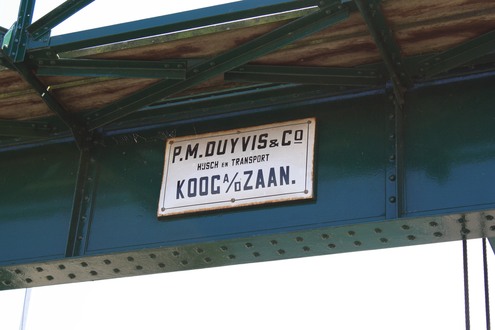 P.M. DUYVIS & Cº
HIJSCH EN TRANSPORT
KOOG A/D ZAAN.